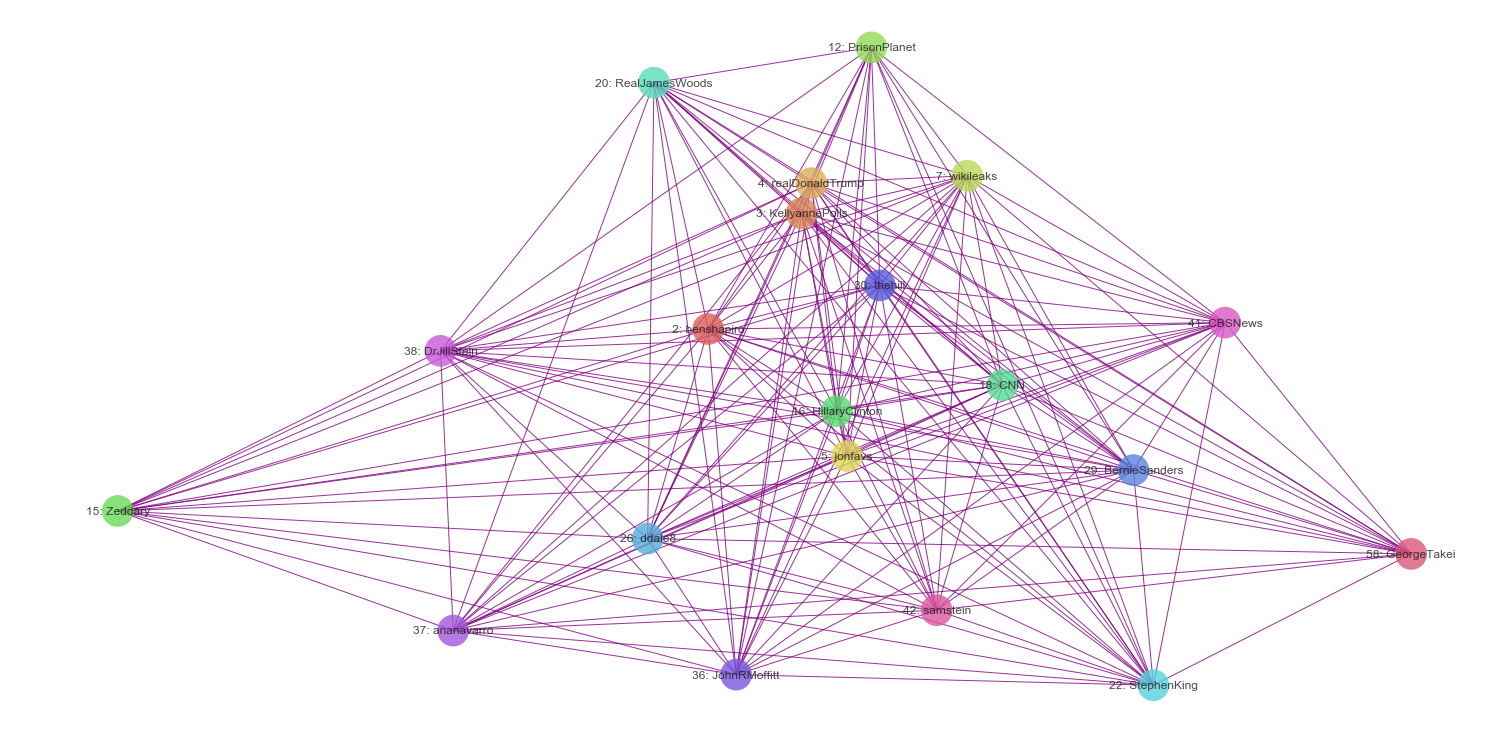 12: PrisonPlanet
20: RealJamesWoods
7: wikileaks
4: realDonaldTrump
3: KellyannePolls
30: thehill
41: CBSNews
2: benshapiro
38: DrJillStein
18: CNN
16: HillaryClinton
5: jonfavs
29: BernieSanders
15: Zeddary
26: ddale8
58: GeorgeTakei
42: samstein
37: ananavarro
36: JohnRMoffitt
22: StephenKing